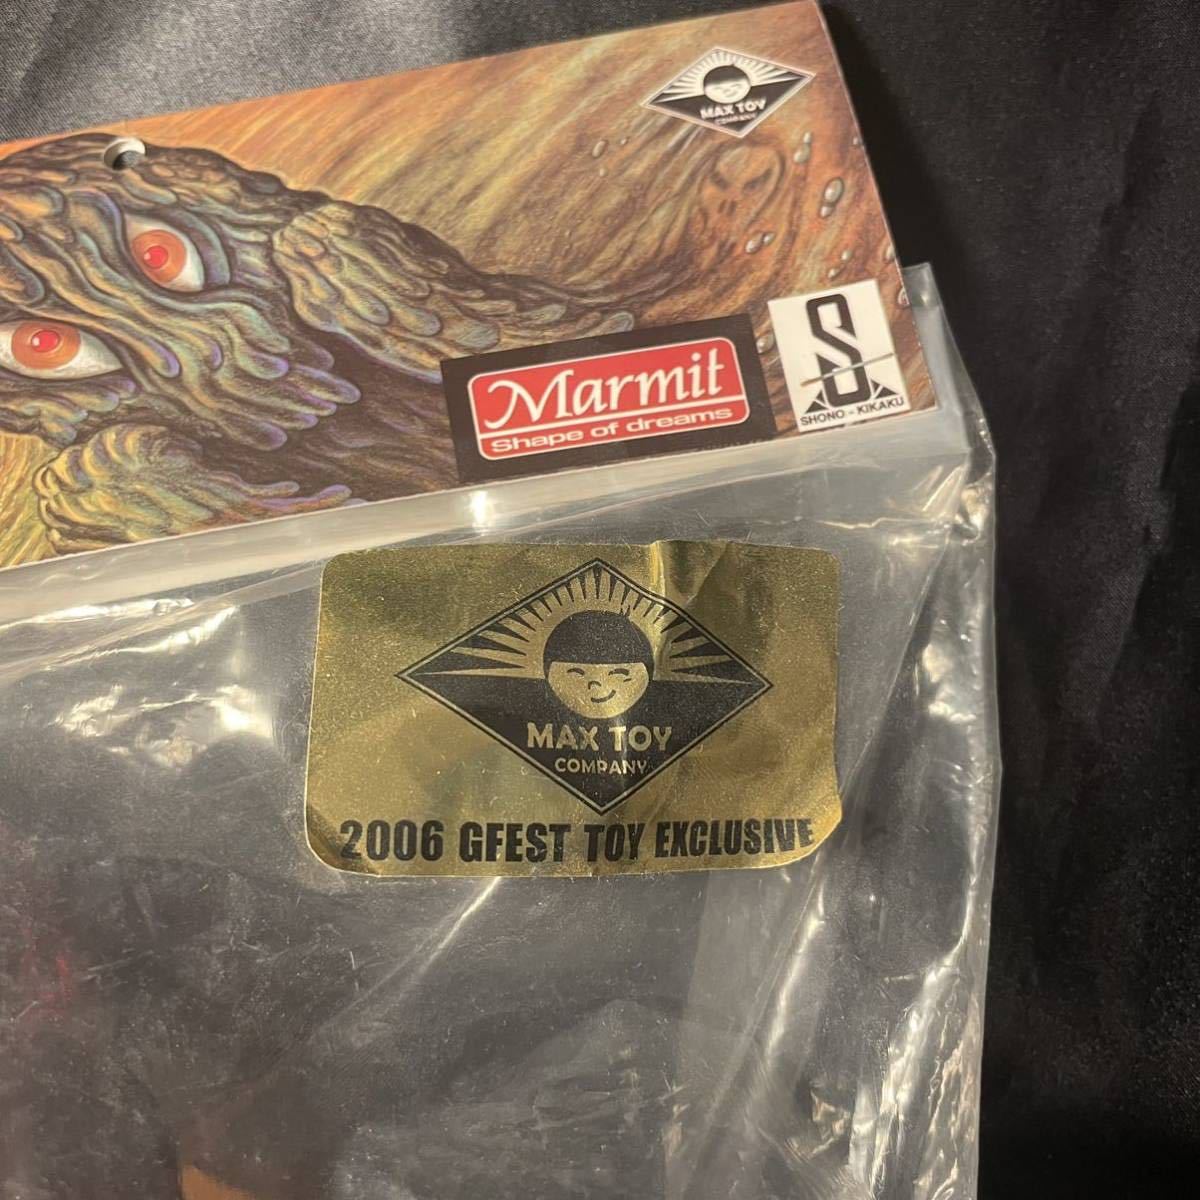 MAX TOY
COMPANY
Marmit
Shape of dreams
S
SHONO-KIKAKU
MAX TOY
COMPANY
2006 GFEST TOY EXCLUSIVE